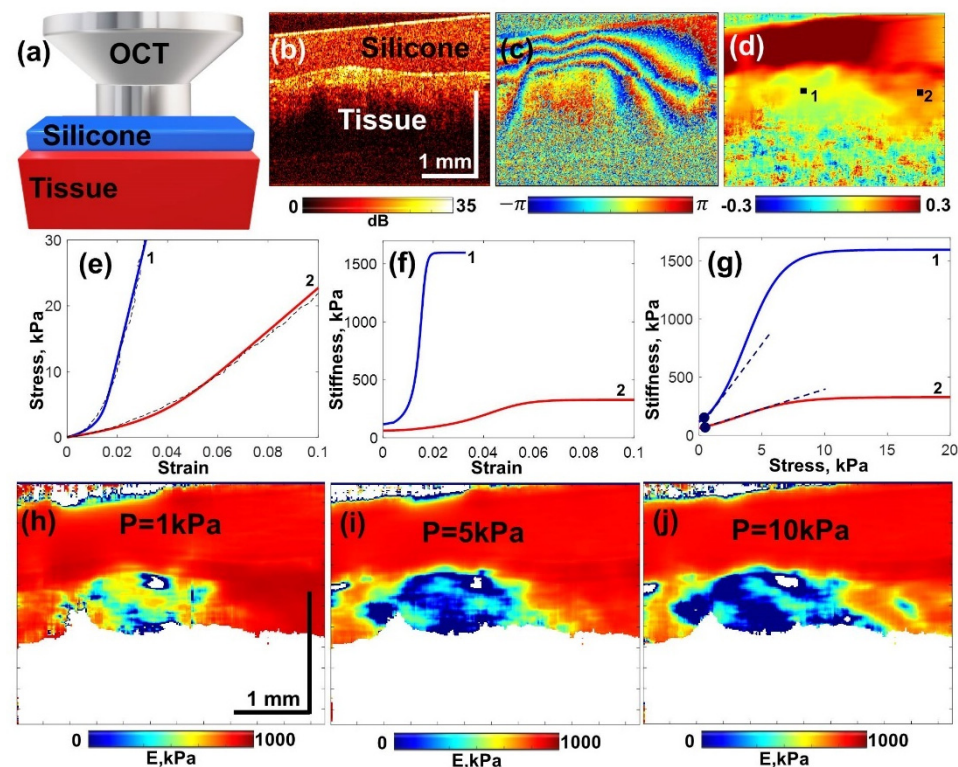 (a)
OCT
Silicone
Tissue
(b)
Silicone
Tissue
1 mm
0
35
dB
(c)
−π
π
(d)
1
2
-0.3
0.3
(e)
1
2
Stress, kPa
30
20
10
0
0
0.02
0.04
0.06
0.08
0.1
Strain
(f)
1
2
Stiffness, kPa
1500
1000
500
0
0
0.02
0.04
0.06
0.08
0.1
Strain
(g)
1
2
Stiffness, kPa
1500
1000
500
0
0
5
10
15
20
Stress, kPa
(h)
P=1kPa
1 mm
0
1000
E,kPa
(i)
P=5kPa
0
1000
E,kPa
(j)
P=10kPa
0
1000
E,kPa